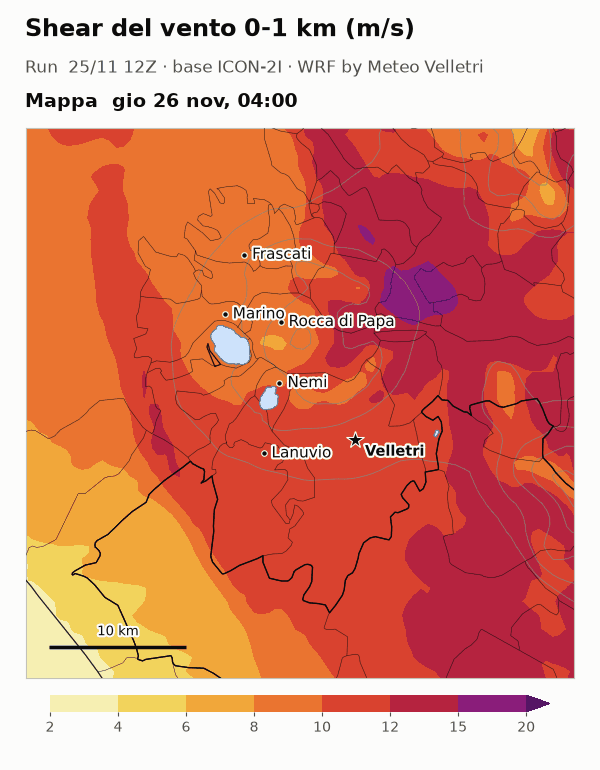 Shear del vento 0-1 km (m/s)
Run  25/11 12Z · base ICON-2I · WRF by Meteo Velletri
Mappa  gio 26 nov, 04:00
Frascati
Marino
Rocca di Papa
Nemi
Velletri
Lanuvio
10 km
2 4 6 8 10 12 15 20